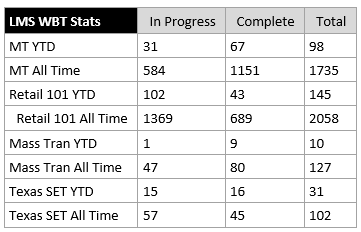 LMS WBT Stats In Progress Complete Total
MT YTD 31 67 98
MT All Time 584 1151 1735
Retail 101 YTD 102 43 145
Retail 101 All Time 1369 689 2058
Mass Tran YTD 1 9 10
Mass Tran All Time 47 80 127
Texas SET YTD 15 16 31
Texas SET All Time 57 45 102